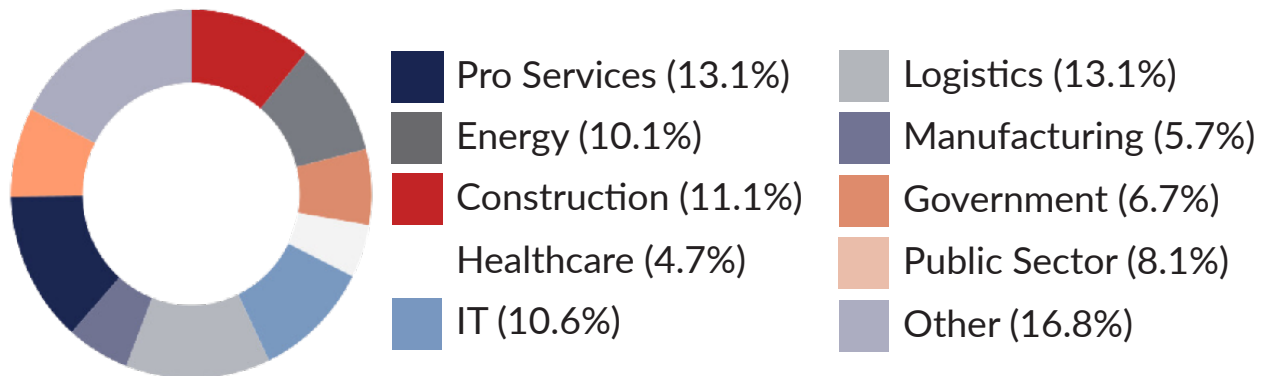 Pro Services (13.1%)
Energy (10.1%)
Construction (11.1%)
Healthcare (4.7%)
IT (10.6%)
Logistics (13.1%)
Manufacturing (5.7%)
Government (6.7%)
Public Sector (8.1%)
Other (16.8%)